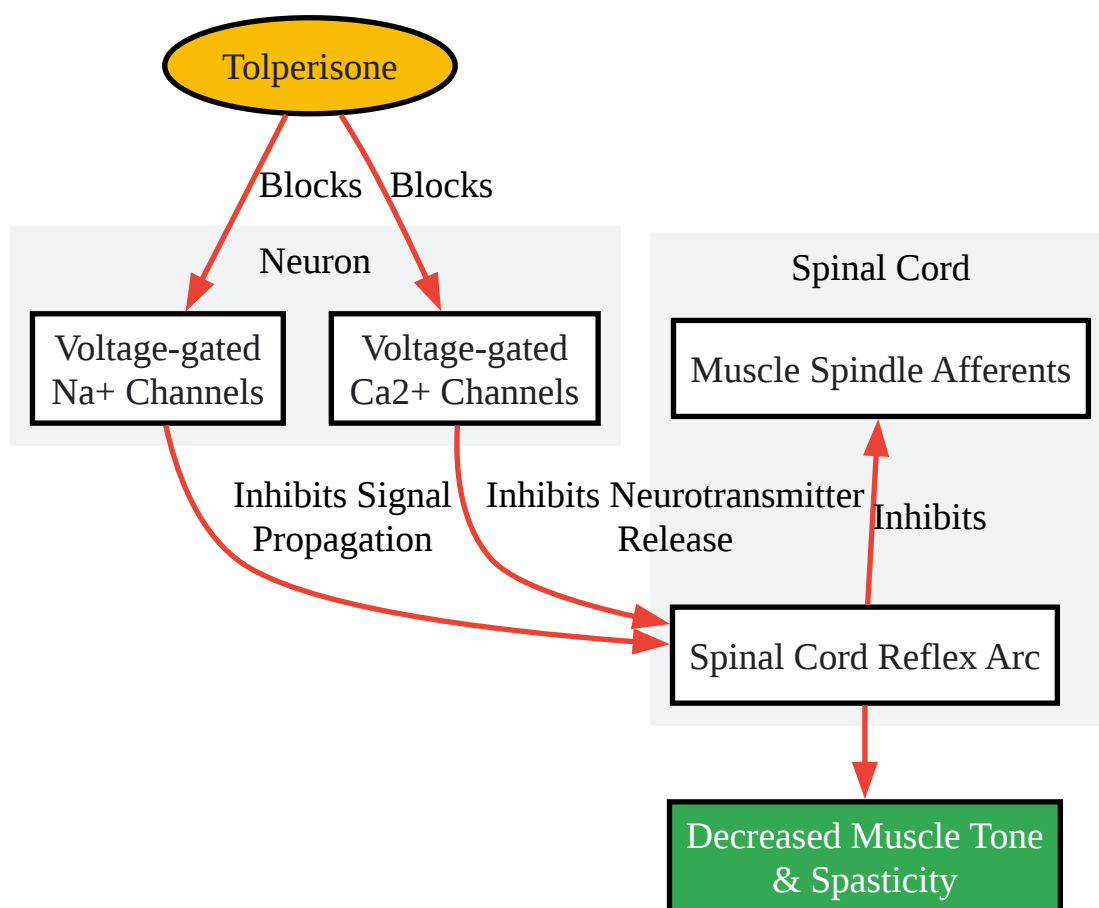 Tolperisone
Blocks
Blocks
Neuron
Spinal Cord
Voltage-gated
Na+ Channels
Voltage-gated
Ca2+ Channels
Muscle Spindle Afferents
Inhibits Signal
Propagation
Inhibits Neurotransmitter
Release
Inhibits
Spinal Cord Reflex Arc
Decreased Muscle Tone
& Spasticity